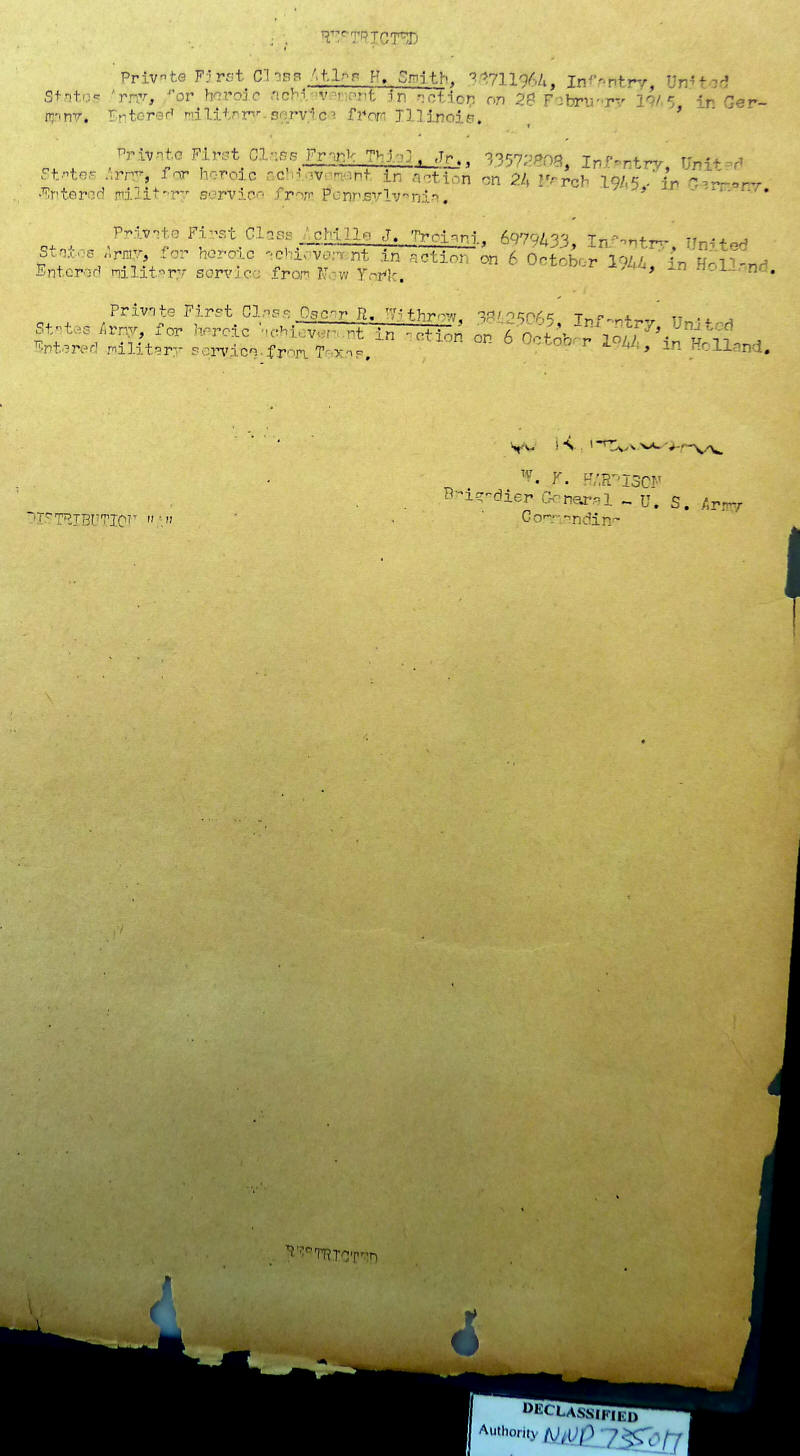 RESTRICTED
Private First Class Atlas H. Smith, 38711964, Infantry, United
States Army, for heroic achievement in action on 28 February 1945, in Ger-
many. Entered military service from Illinois.
Private First Class Frank Thiel, Jr., 33572808, Infantry, United
States Army, for heroic achievement in action on 24 March 1945, in Germany.
Entered military service from Pennsylvania.
Private First Class Achille J. Troiani, 6979433, Infantry, United
States Army, for heroic achievement in action on 6 October 1944, in Holland.
Entered military service from New York.
Private First Class Oscar R. Withrow, 38425065, Infantry, United
States Army, for heroic achievement in action on 6 October 1944, in Holland.
Entered military service from Texas.
W. K. HARRISON
Brigadier General - U. S. Army
Commanding
DISTRIBUTION "A"
RESTRICTED
DECLASSIFIED
Authority NND 735017